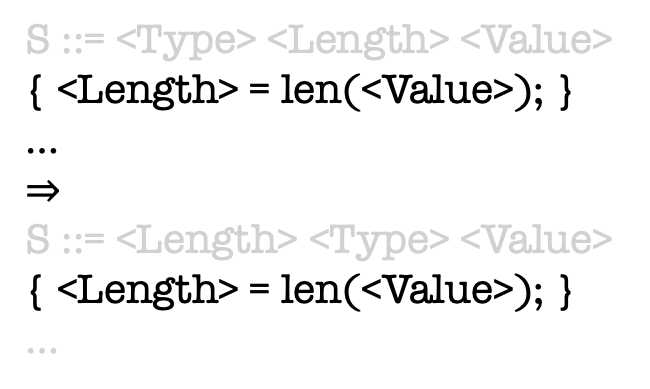 S ::= <Type> <Length> <Value>
{ <Length> = len(<Value>); }
...
⇒
S ::= <Length> <Type> <Value>
{ <Length> = len(<Value>); }
...